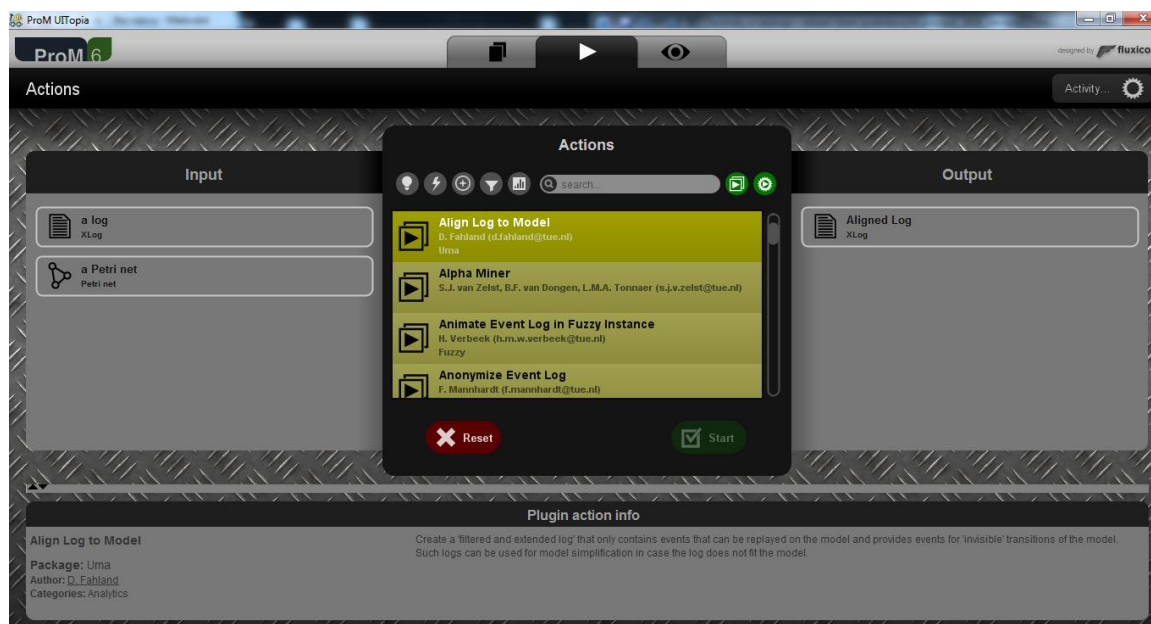 ProM UITopia
ProM 6
designed by fluxicon
Actions
Activity...
Actions
Input
Output
search...
a log
XLog
a Petri net
Petri net
Align Log to Model
D. Fahland (d.fahland@tue.nl)
Uma
Alpha Miner
S.J. van Zelst, B.F. van Dongen, L.M.A. Tonnaer (s.j.v.zelst@tue.nl)
Animate Event Log in Fuzzy Instance
H. Verbeek (h.m.w.verbeek@tue.nl)
Fuzzy
Anonymize Event Log
F. Mannhardt (f.mannhardt@tue.nl)
Aligned Log
XLog
Reset
Start
Plugin action info
Align Log to Model
Package: Uma
Author: D. Fahland
Categories: Analytics
Create a 'filtered and extended log' that only contains events that can be replayed on the model and provides events for 'invisible' transitions of the model.
Such logs can be used for model simplification in case the log does not fit the model.